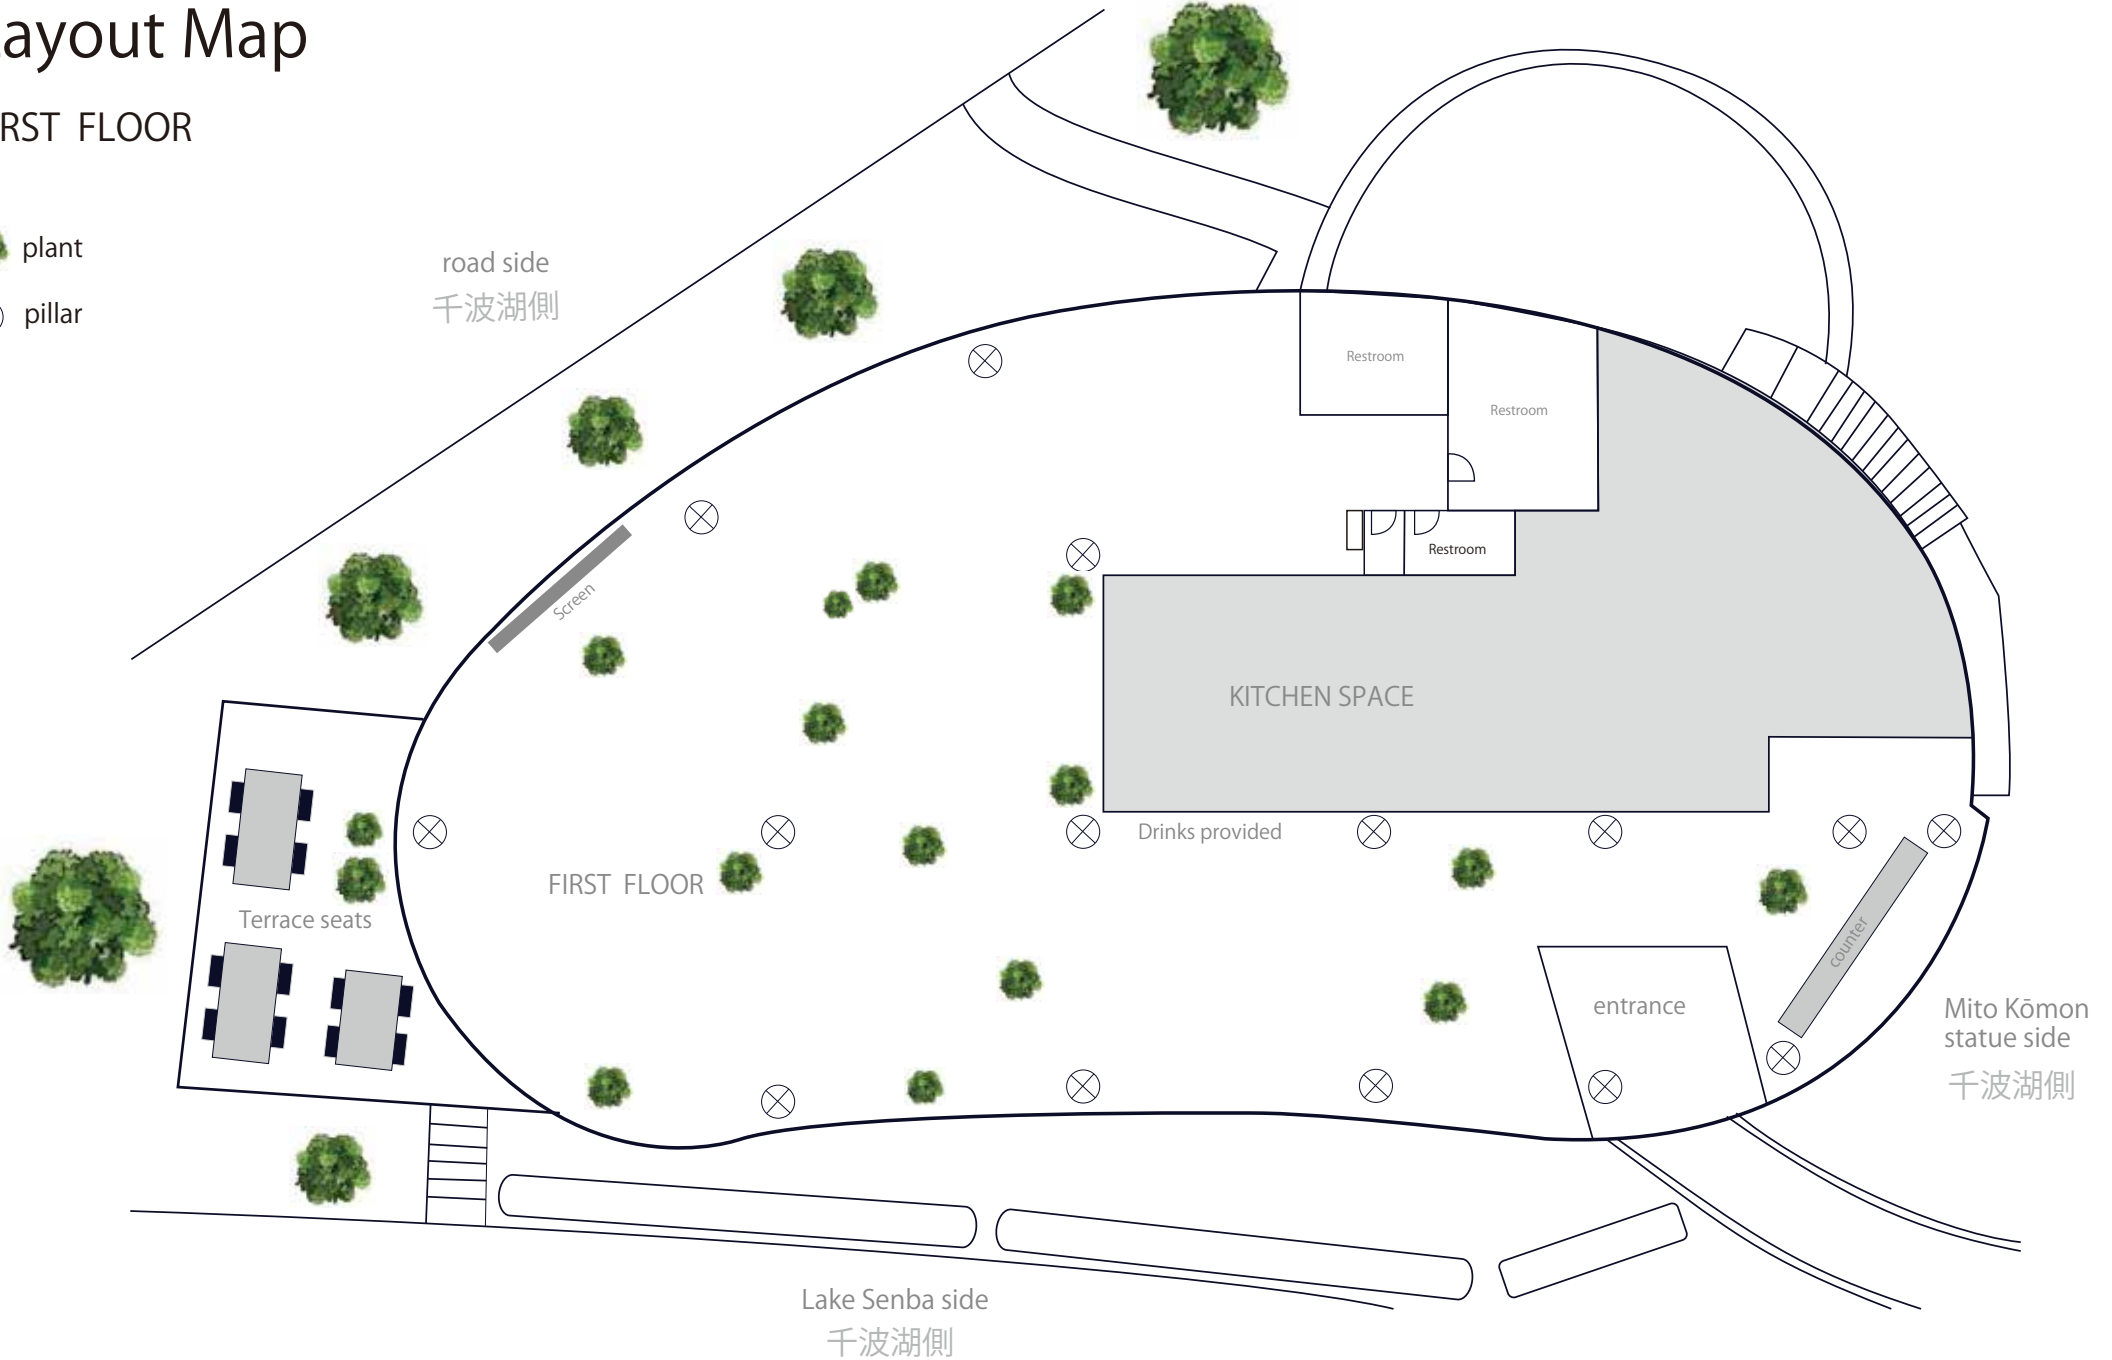 ayout Map
RST FLOOR
plant
pillar
road side
千波湖側
Restroom
Restroom
Restroom
Screen
KITCHEN SPACE
Drinks provided
FIRST FLOOR
Terrace seats
counter
entrance
Mito Kōmon
statue side
千波湖側
Lake Senba side
千波湖側